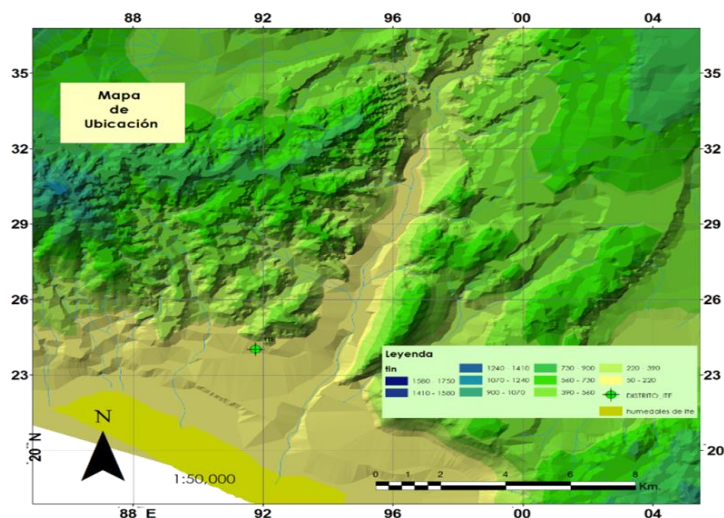 88 92 96 00 04
Mapa
de
Ubicación
35 35
32 32
29 29
26 26
23 23
20 N 20
N
1:50,000
Leyenda
tin
1580 - 1750
1410 - 1580
1240 - 1410
1070 - 1240
900 - 1070
730 - 900
560 - 730
390 - 560
220 - 390
50 - 220
DISTRITO_ITE
humedales de Ite
0 1 2 4 6 8
Km.
88 E 92 96 00 04